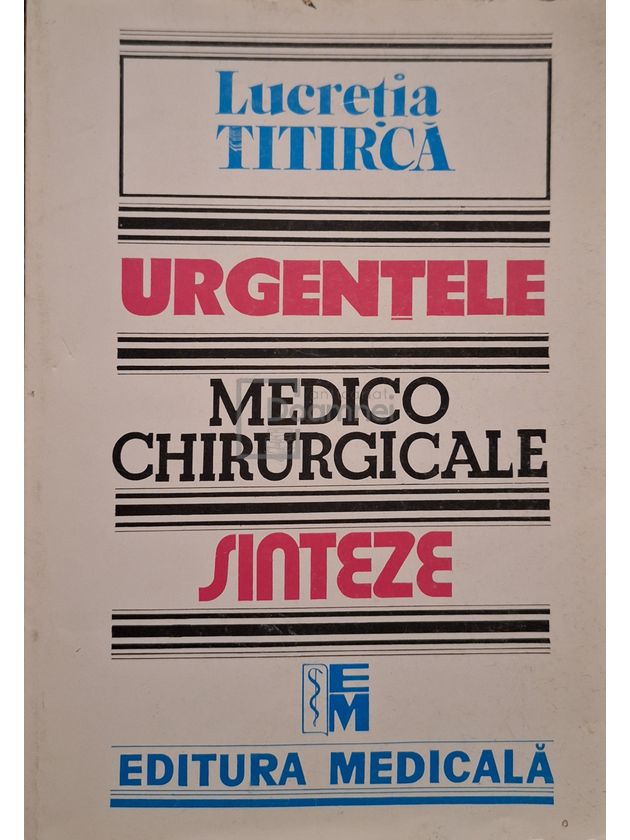 Lucreția
TITIRCĂ
URGENȚELE
MEDICO
CHIRURGICALE
SINTEZE
EM
EDITURA MEDICALĂ